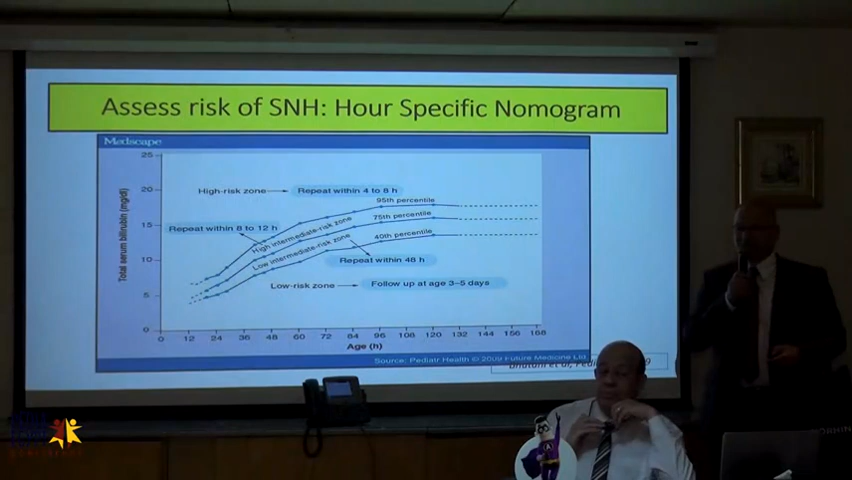 Assess risk of SNH: Hour Specific Nomogram
Medscape
25
20
15
10
5
0
Total serum bilirubin (mg/dl)
High-risk zone
Repeat within 4 to 8 h
95th percentile
Repeat within 8 to 12 h
High intermediate-risk zone
75th percentile
Low intermediate-risk zone
40th percentile
Repeat within 48 h
Low-risk zone
Follow up at age 3–5 days
0 12 24 36 48 60 72 84 96 108 120 132 144 156 168
Age (h)
Source: Pediatr Health © 2009 Future Medicine Ltd